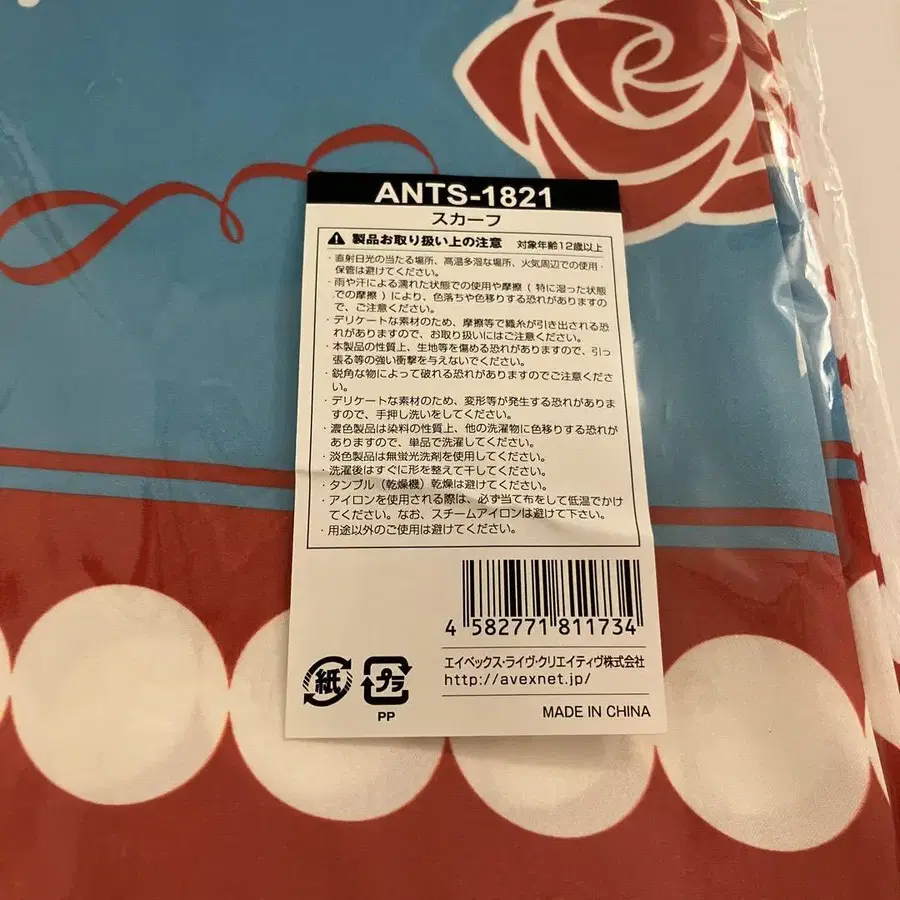 ANTS-1821
スカーフ
製品お取り扱い上の注意 対象年齢12歳以上
・直射日光の当たる場所、高温多湿な場所、火気周辺での使用・
保管は避けてください。
・雨や汗による濡れた状態での使用や摩擦(特に湿った状態
での摩擦)により、色落ちや色移りする恐れがありますの
で、ご注意ください。
・デリケートな素材のため、摩擦等で織糸が引き出される恐
れがありますので、お取り扱いにはご注意ください。
・本製品の性質上、生地等を傷める恐れがありますので、引っ
張る等の強い衝撃を与えないでください。
・鋭角な物によって破れる恐れがありますのでご注意くださ
い。
・デリケートな素材のため、変形等が発生する恐れがありま
すので、手押し洗いをしてください。
・濃色製品は染料の性質上、他の洗濯物に色移りする恐れが
ありますので、単品で洗濯してください。
・淡色製品は無蛍光洗剤を使用してください。
・洗濯後はすぐに形を整えて干してください。
・タンブル(乾燥機)乾燥は避けてください。
・アイロンを使用される際は、必ず当て布をして低温でかけ
てください。なお、スチームアイロンは避けて下さい。
・用途以外のご使用は避けてください。
4 582771 811734
エイベックス・ライヴ・クリエイティヴ株式会社
http://avexnet.jp/
紙 プラ
PP
MADE IN CHINA